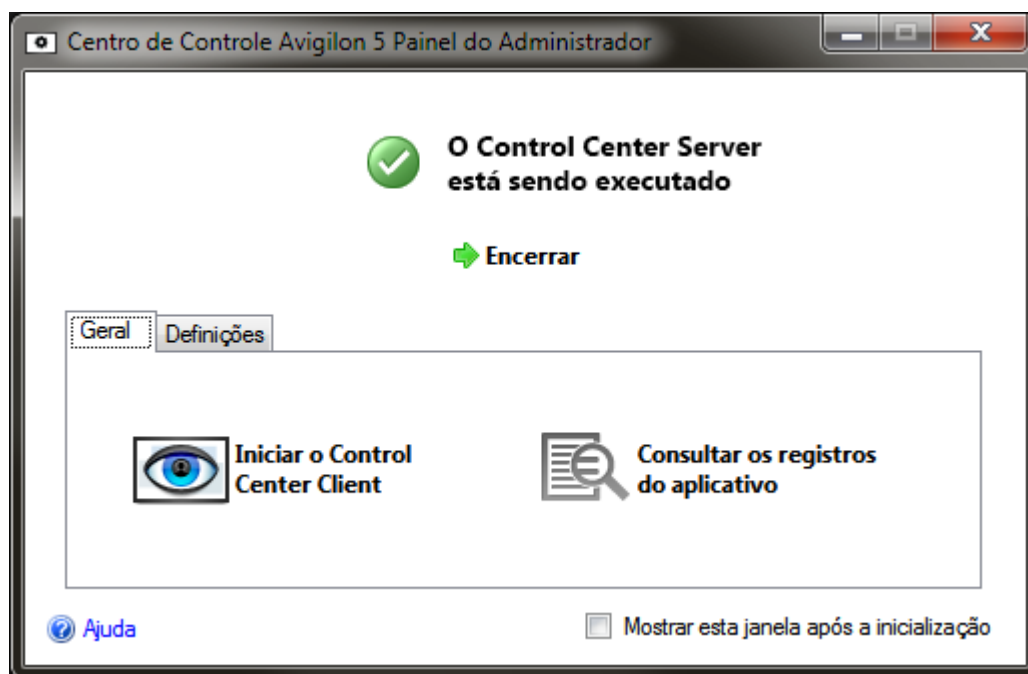 Centro de Controle Avigilon 5 Painel do Administrador
O Control Center Server
está sendo executado
Encerrar
Geral
Definições
Iniciar o Control
Center Client
Consultar os registros
do aplicativo
Ajuda
Mostrar esta janela após a inicialização